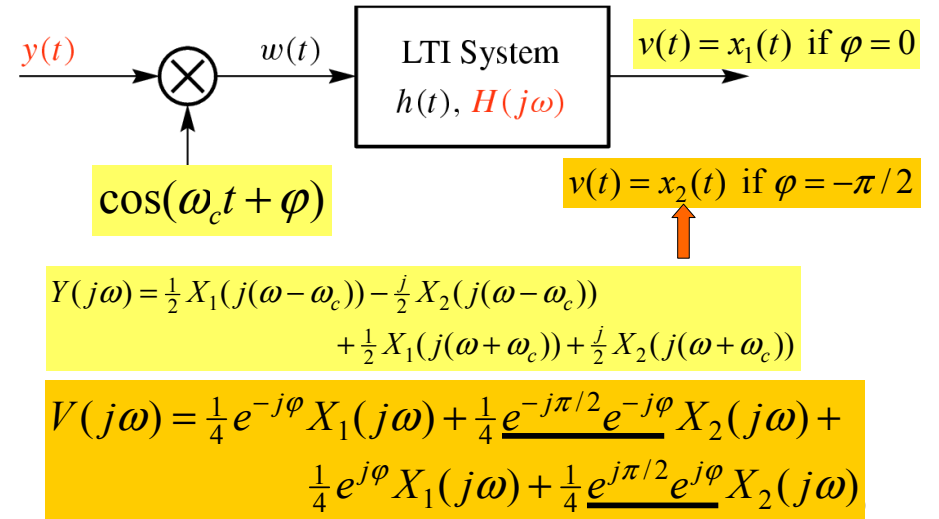 y(t)
w(t)
LTI System
h(t), H(jω)
v(t) = x₁(t) if φ = 0
cos(ω_c t + φ)
v(t) = x₂(t) if φ = −π / 2
Y(jω) = ½ X₁(j(ω − ω_c)) − j/2 X₂(j(ω − ω_c))
+ ½ X₁(j(ω + ω_c)) + j/2 X₂(j(ω + ω_c))
V(jω) = ¼ e^{−jφ} X₁(jω) + ¼ e^{−jπ/2} e^{−jφ} X₂(jω) +
¼ e^{jφ} X₁(jω) + ¼ e^{jπ/2} e^{jφ} X₂(jω)